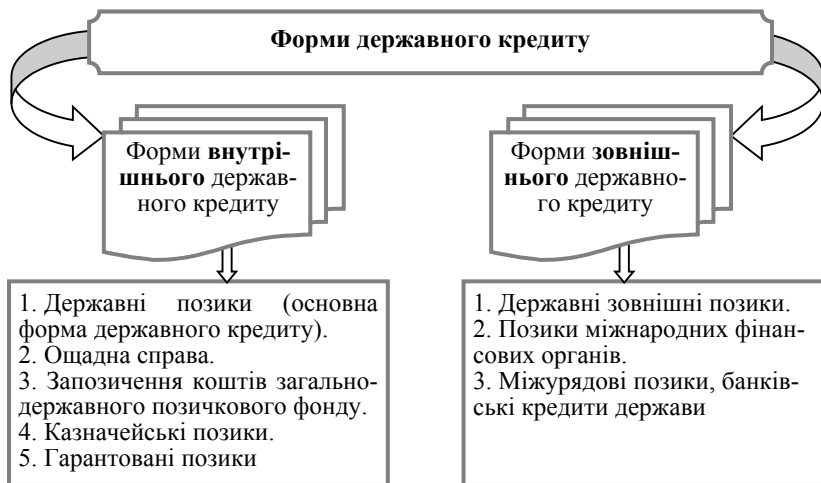 Форми державного кредиту
Форми внутрі-
шнього держав-
ного кредиту
Форми зовніш-
нього державно-
го кредиту
1. Державні позики (основна
форма державного кредиту).
2. Ощадна справа.
3. Запозичення коштів загально-
державного позичкового фонду.
4. Казначейські позики.
5. Гарантовані позики
1. Державні зовнішні позики.
2. Позики міжнародних фінан-
сових органів.
3. Міжурядові позики, банків-
ські кредити держави